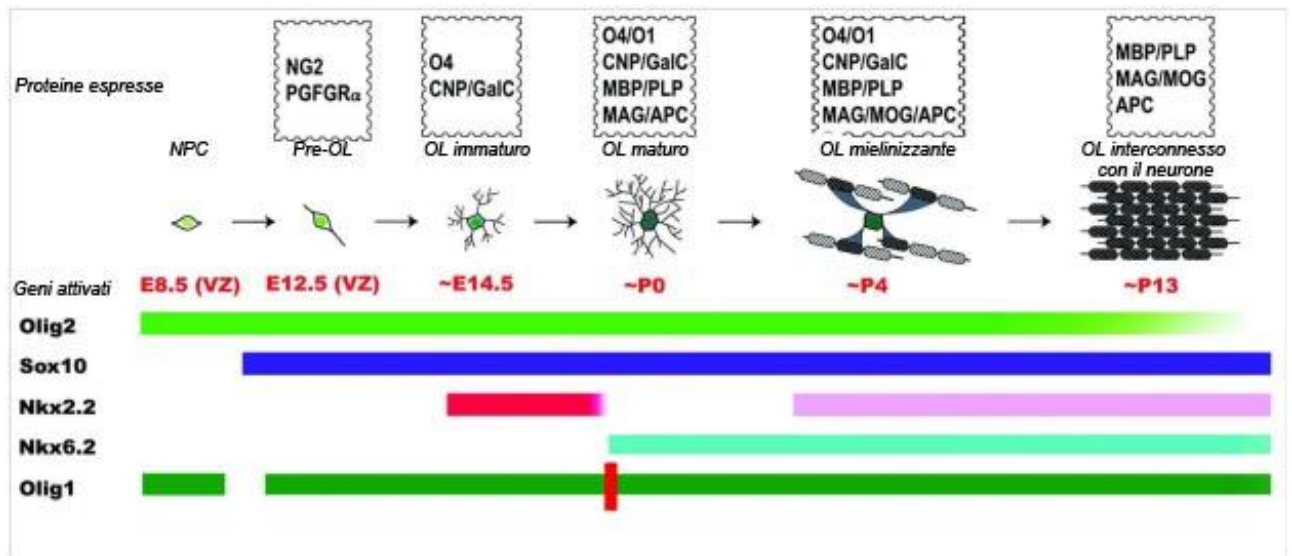 Proteine espresse
NG2
PGFGRα
O4
CNP/GalC
O4/O1
CNP/GalC
MBP/PLP
MAG/APC
O4/O1
CNP/GalC
MBP/PLP
MAG/MOG/APC
MBP/PLP
MAG/MOG
APC
NPC
Pre-OL
OL immaturo
OL maturo
OL mielinizzante
OL interconnesso
con il neurone
Geni attivati
E8.5 (VZ)
E12.5 (VZ)
~E14.5
~P0
~P4
~P13
Olig2
Sox10
Nkx2.2
Nkx6.2
Olig1